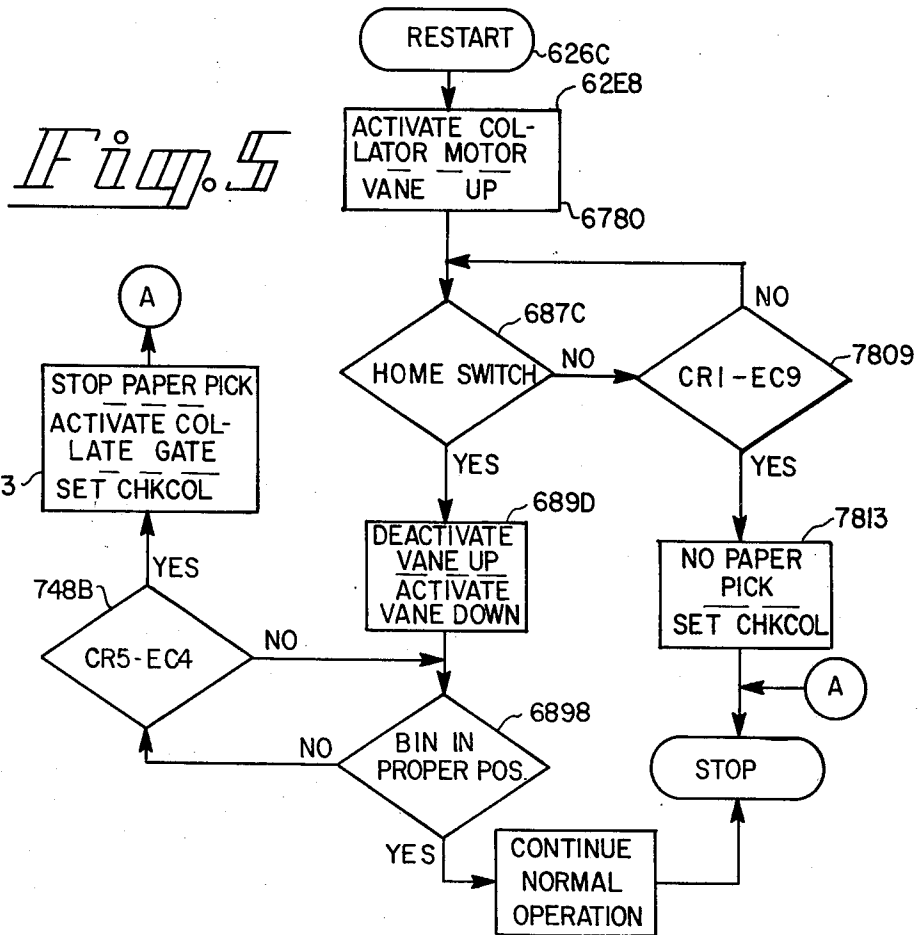 RESTART
626C
62E8
ACTIVATE COL-
LATOR MOTOR
VANE UP
6780
Fig. 5
A
687C
NO
7809
HOME SWITCH
NO
CR1-EC9
STOP PAPER PICK
ACTIVATE COL-
LATE GATE
SET CHKCOL
3
YES
689D
YES
7813
DEACTIVATE
VANE UP
ACTIVATE
VANE DOWN
NO PAPER
PICK
SET CHKCOL
YES
748B
CR5-EC4
NO
A
6898
NO
BIN IN
PROPER POS.
STOP
YES
CONTINUE
NORMAL
OPERATION